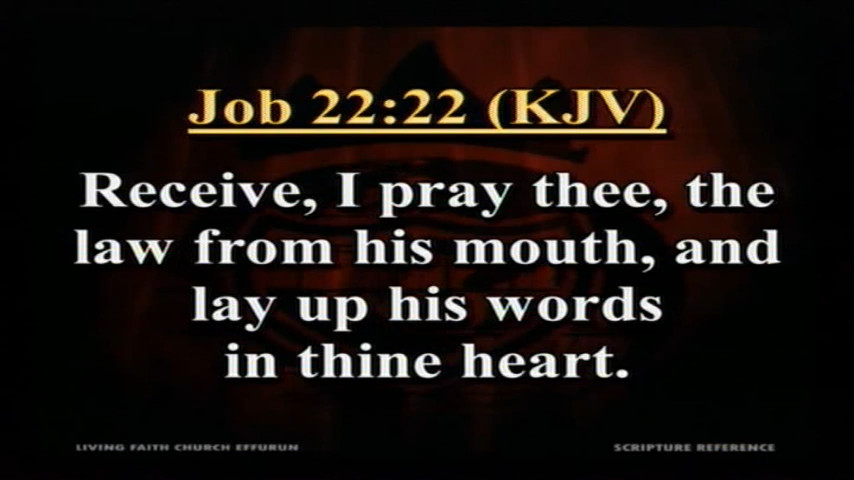 Job 22:22 (KJV)
Receive, I pray thee, the
law from his mouth, and
lay up his words
in thine heart.
LIVING FAITH CHURCH EFFURUN
SCRIPTURE REFERENCE